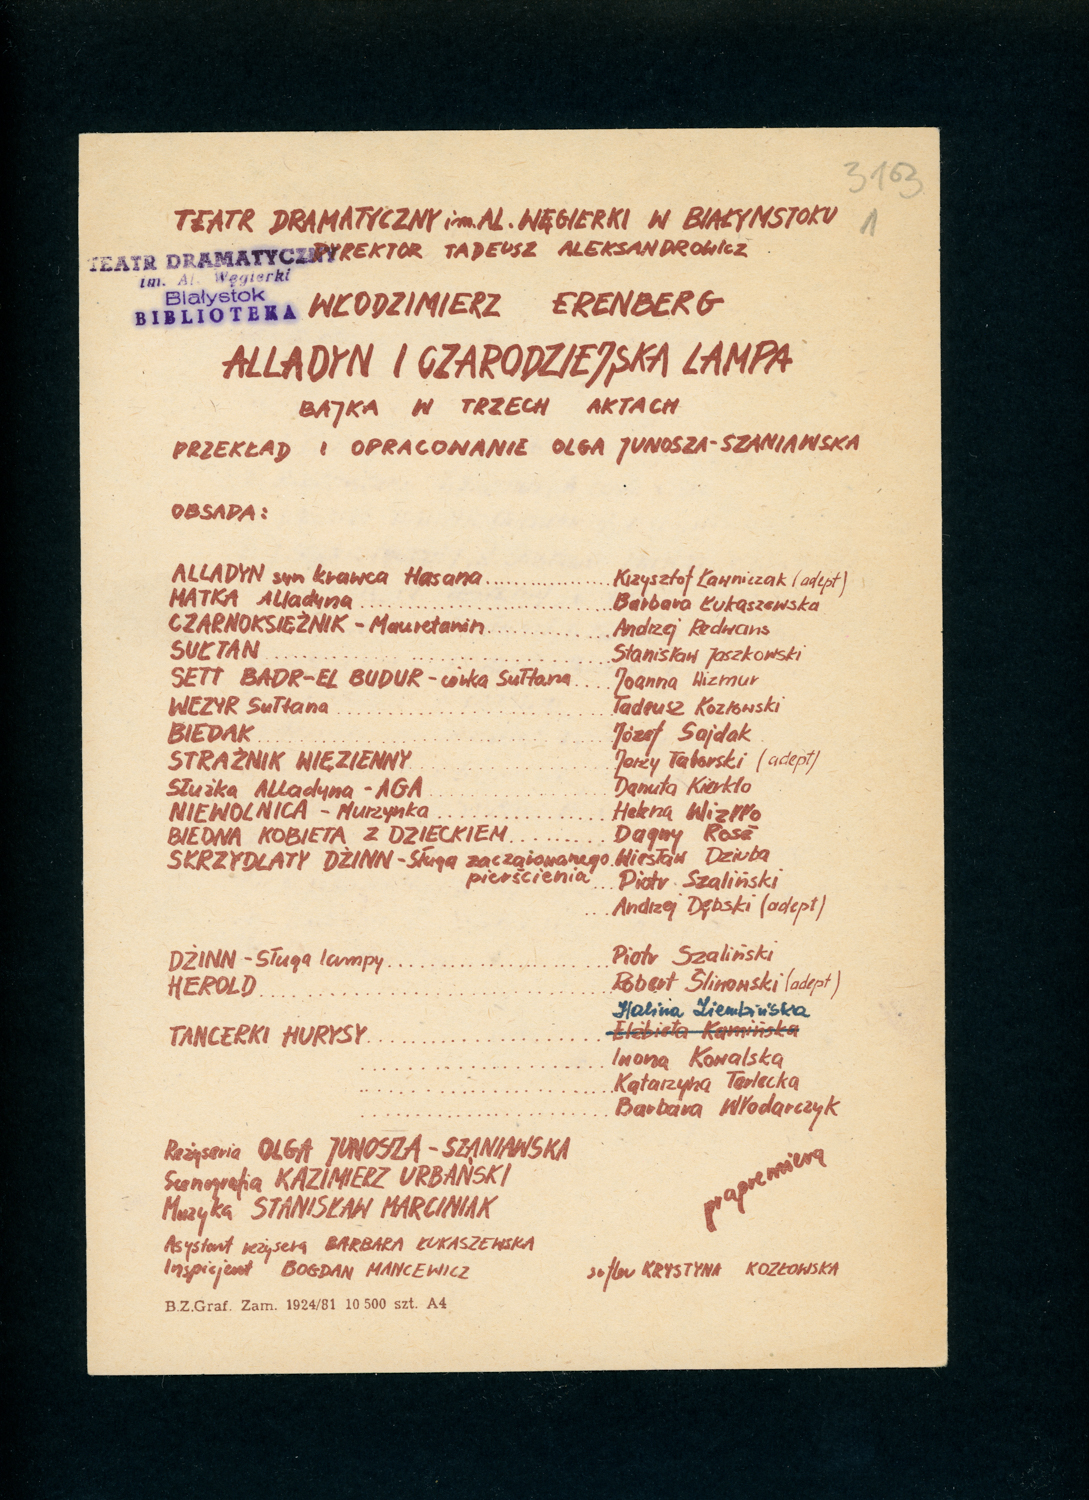 3163
1
TEATR DRAMATYCZNY im. AL. WĘGIERKI W BIAŁYMSTOKU
DYREKTOR TADEUSZ ALEKSANDROWICZ
TEATR DRAMATYCZNY
im. Al. Węgierki
Białystok
BIBLIOTEKA
WŁODZIMIERZ ERENBERG
ALLADYN I CZARODZIEJSKA LAMPA
BAJKA W TRZECH AKTACH
PRZEKŁAD I OPRACOWANIE OLGA JUNOSZA-SZANIAWSKA
OBSADA:
ALLADYN syn krawca Hasana................ Krzysztof Ławniczak (adept)
MATKA Alladyna........................ Barbara Łukaszewska
CZARNOKSIĘŻNIK - Mauretanin............ Andrzej Redwans
SUŁTAN................................ Stanisław Jaszkowski
SETT BADR-EL BUDUR - córka Sułtana.... Joanna Wizmur
WEZYR Sułtana......................... Tadeusz Kozłowski
BIEDAK................................ Józef Sajdak
STRAŻNIK WIĘZIENNY.................... Jerzy Taborski (adept)
Służka Alladyna - AGA................. Danuta Kierkło
NIEWOLNICA - Murzynka................. Helena Wizłło
BIEDNA KOBIETA Z DZIECKIEM........... Dagny Rose
SKRZYDLATY DŻINN - Sługa zaczarowanego. Wiesław Dziuba
pierścienia... Piotr Szaliński
... Andrzej Dębski (adept)
DŻINN - Sługa lampy................... Piotr Szaliński
HEROLD................................ Robert Ślinowski (adept)
Halina Ziembińska
TANCERKI HURYSY....................... Elżbieta Kamińska
.................... Iwona Kowalska
.................... Katarzyna Terlecka
.................... Barbara Włodarczyk
Reżyseria OLGA JUNOSZA-SZANIAWSKA
Scenografia KAZIMIERZ URBAŃSKI
Muzyka STANISŁAW MARCINIAK
prapremiera
Asystent reżysera BARBARA ŁUKASZEWSKA
Inspicjent BOGDAN MANCEWICZ
sufler KRYSTYNA KOZŁOWSKA
B.Z.Graf. Zam. 1924/81 10 500 szt. A4